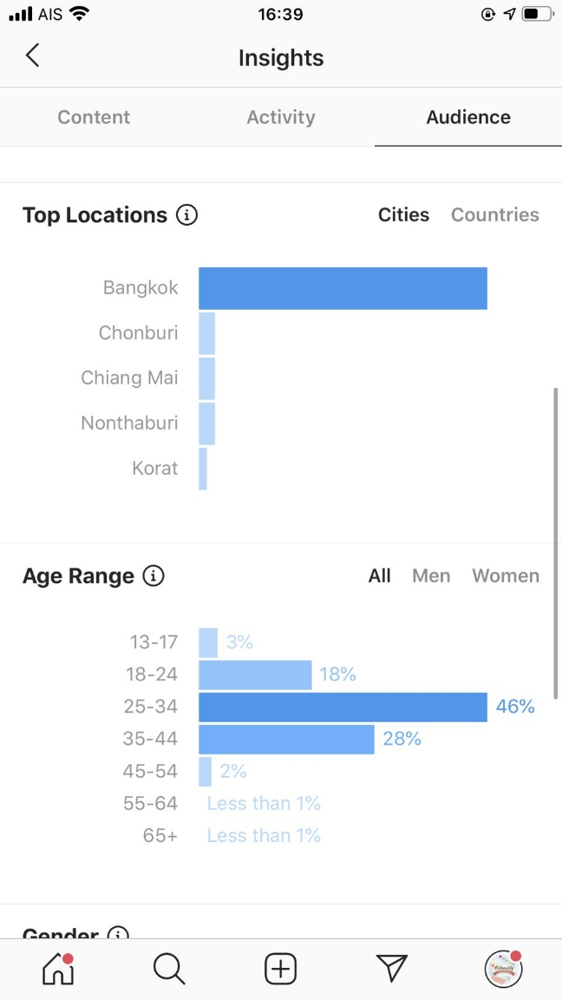 AIS 16:39
Insights
Content Activity Audience
Top Locations Cities Countries
Bangkok
Chonburi
Chiang Mai
Nonthaburi
Korat
Age Range All Men Women
13-17 3%
18-24 18%
25-34 46%
35-44 28%
45-54 2%
55-64 Less than 1%
65+ Less than 1%
Gender